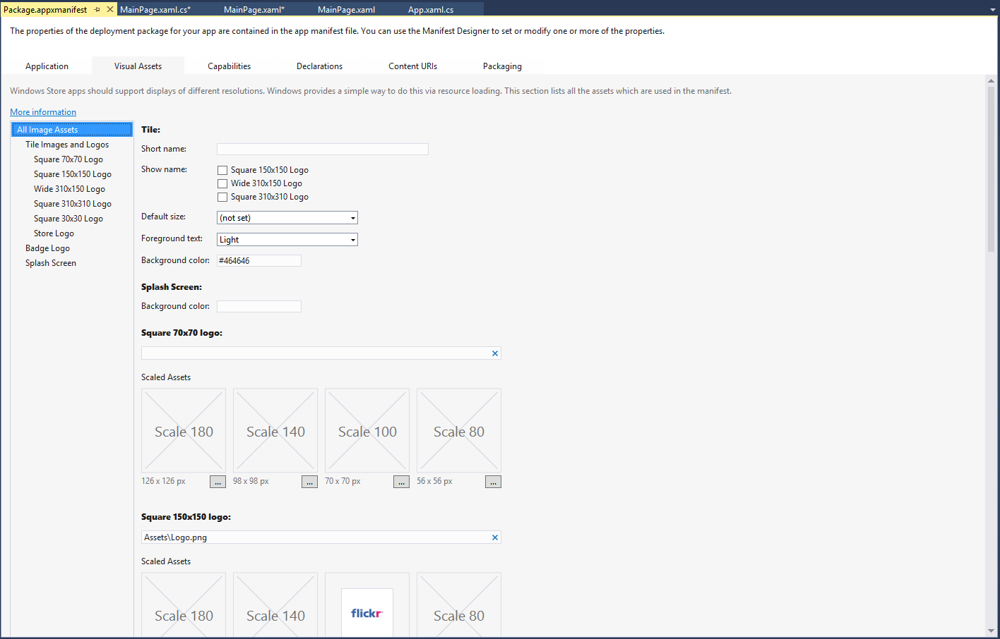 Package.appxmanifest MainPage.xaml.cs* MainPage.xaml* MainPage.xaml App.xaml.cs
The properties of the deployment package for your app are contained in the app manifest file. You can use the Manifest Designer to set or modify one or more of the properties.
Application Visual Assets Capabilities Declarations Content URIs Packaging
Windows Store apps should support displays of different resolutions. Windows provides a simple way to do this via resource loading. This section lists all the assets which are used in the manifest.
More information
All Image Assets
Tile Images and Logos
Square 70x70 Logo
Square 150x150 Logo
Wide 310x150 Logo
Square 310x310 Logo
Square 30x30 Logo
Store Logo
Badge Logo
Splash Screen
Tile:
Short name:
Show name:
Square 150x150 Logo
Wide 310x150 Logo
Square 310x310 Logo
Default size: (not set)
Foreground text: Light
Background color: #464646
Splash Screen:
Background color:
Square 70x70 logo:
Scaled Assets
Scale 180 Scale 140 Scale 100 Scale 80
126 x 126 px ... 98 x 98 px ... 70 x 70 px ... 56 x 56 px ...
Square 150x150 logo:
Assets\Logo.png
Scaled Assets
Scale 180 Scale 140 flickr Scale 80